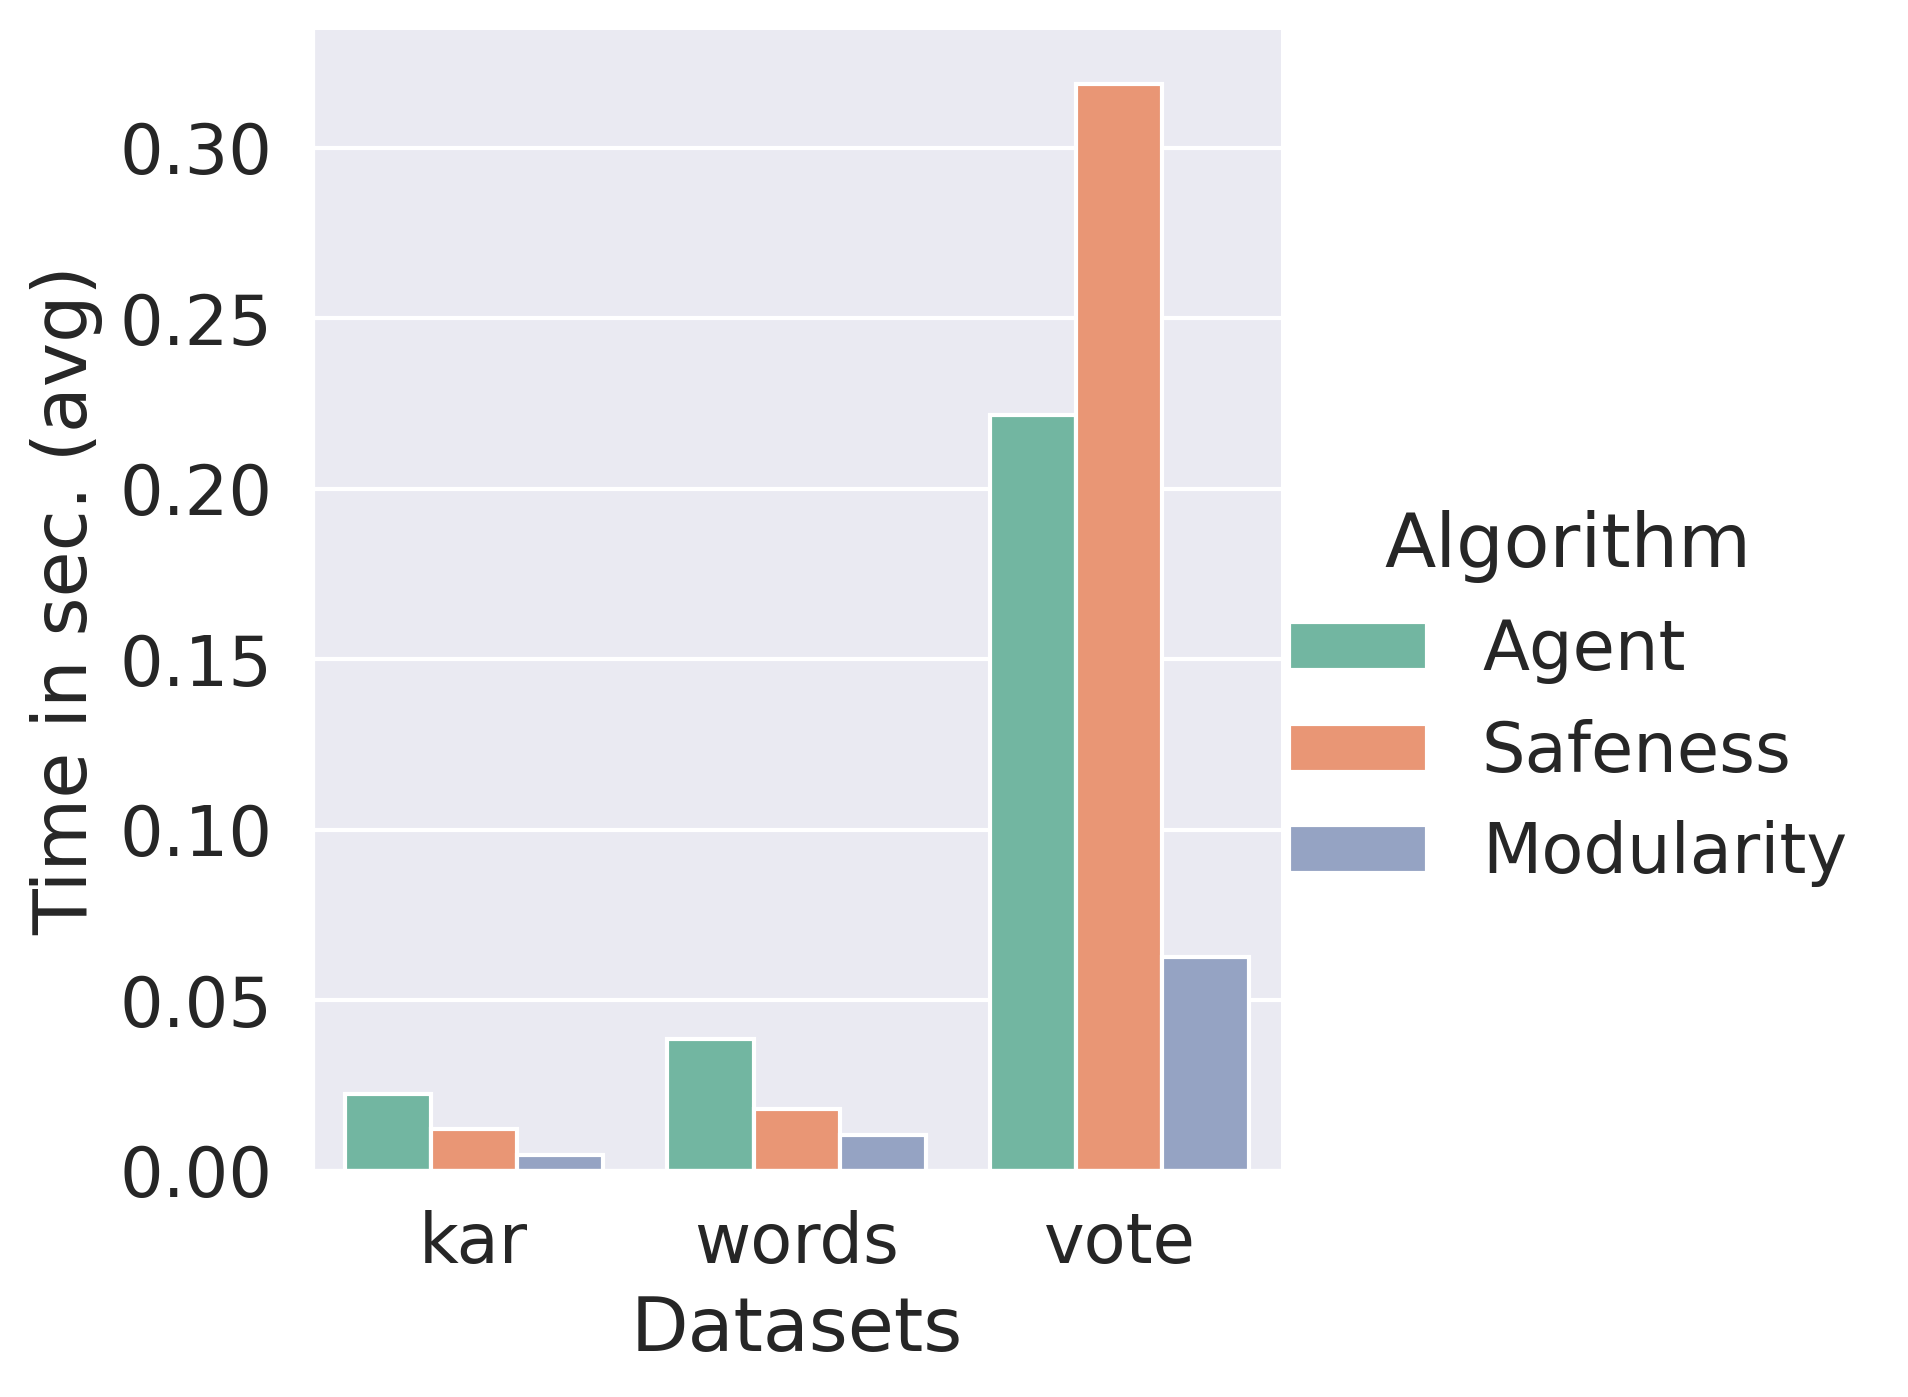 Time in sec. (avg)
0.30
0.25
0.20
0.15
0.10
0.05
0.00
kar
words
vote
Datasets
Algorithm
Agent
Safeness
Modularity